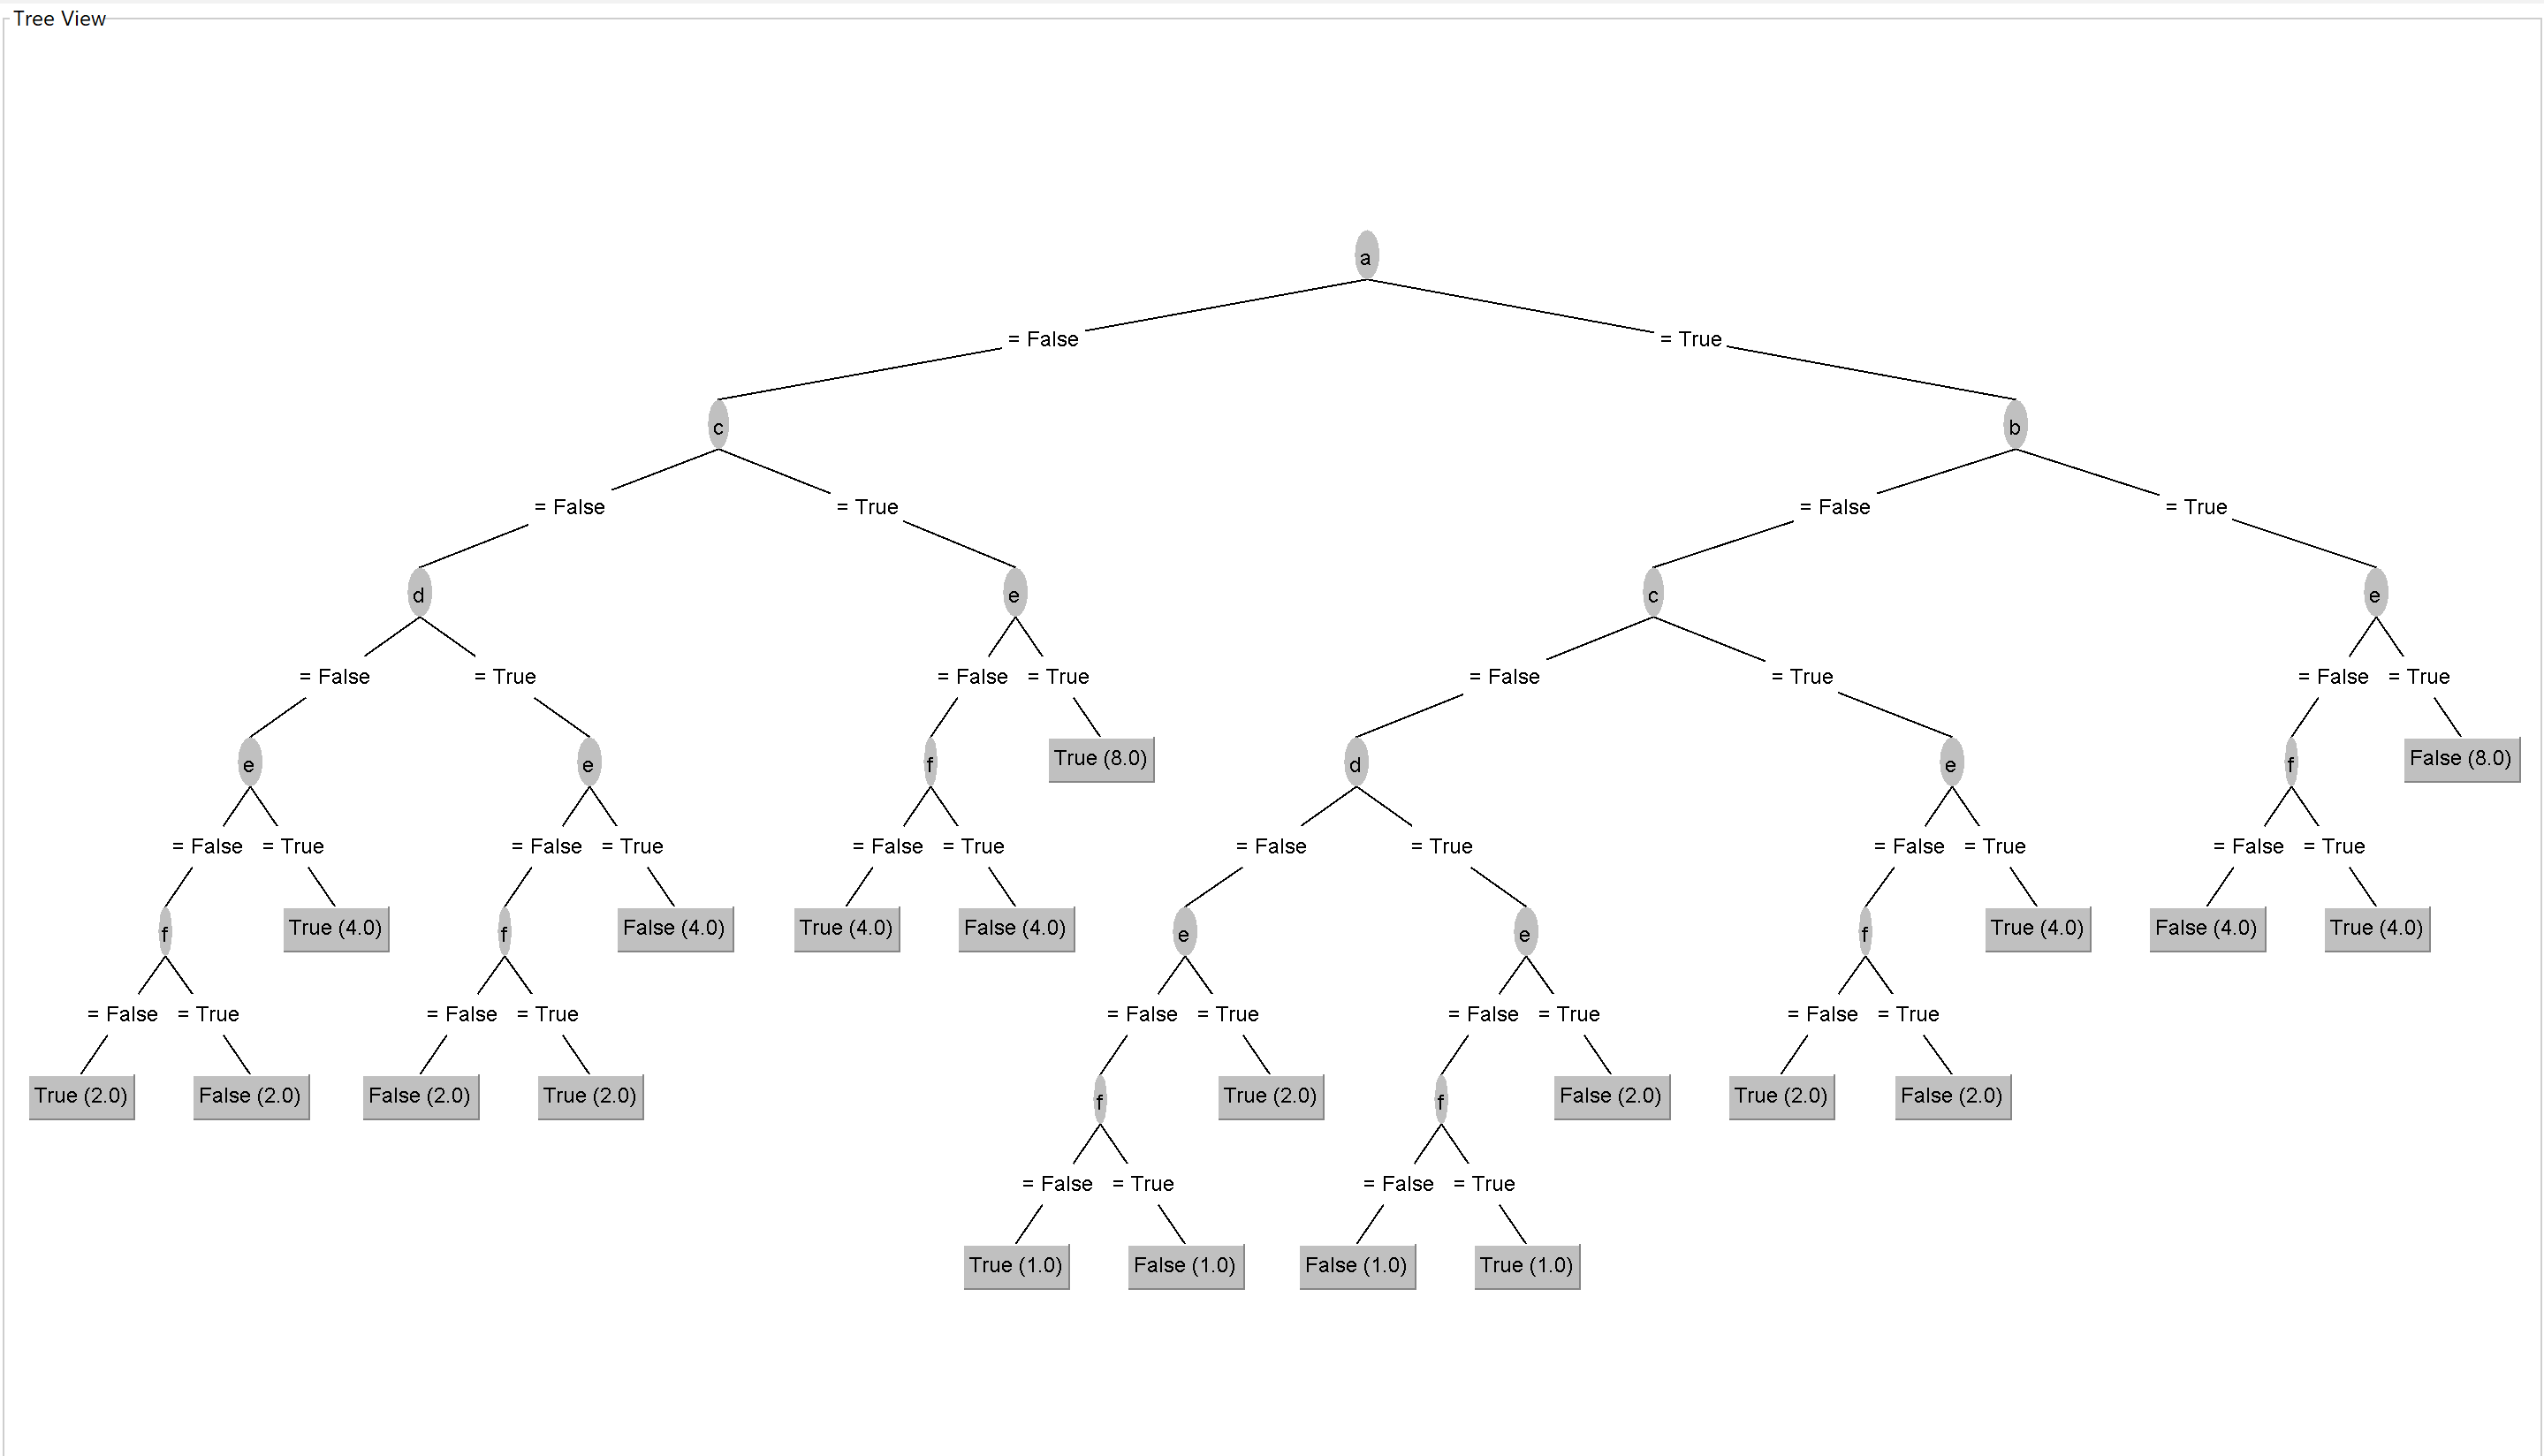 Tree View
a
= False = True
c b
= False = True = False = True
d e c e
= False = True = False = True = False = True = False = True
e e f True (8.0) d e f False (8.0)
= False = True = False = True = False = True = False = True = False = True = False = True
f True (4.0) f False (4.0) True (4.0) False (4.0) e e f True (4.0) False (4.0) True (4.0)
= False = True = False = True = False = True = False = True = False = True
True (2.0) False (2.0) False (2.0) True (2.0) f True (2.0) f False (2.0) True (2.0) False (2.0)
= False = True = False = True
True (1.0) False (1.0) False (1.0) True (1.0)